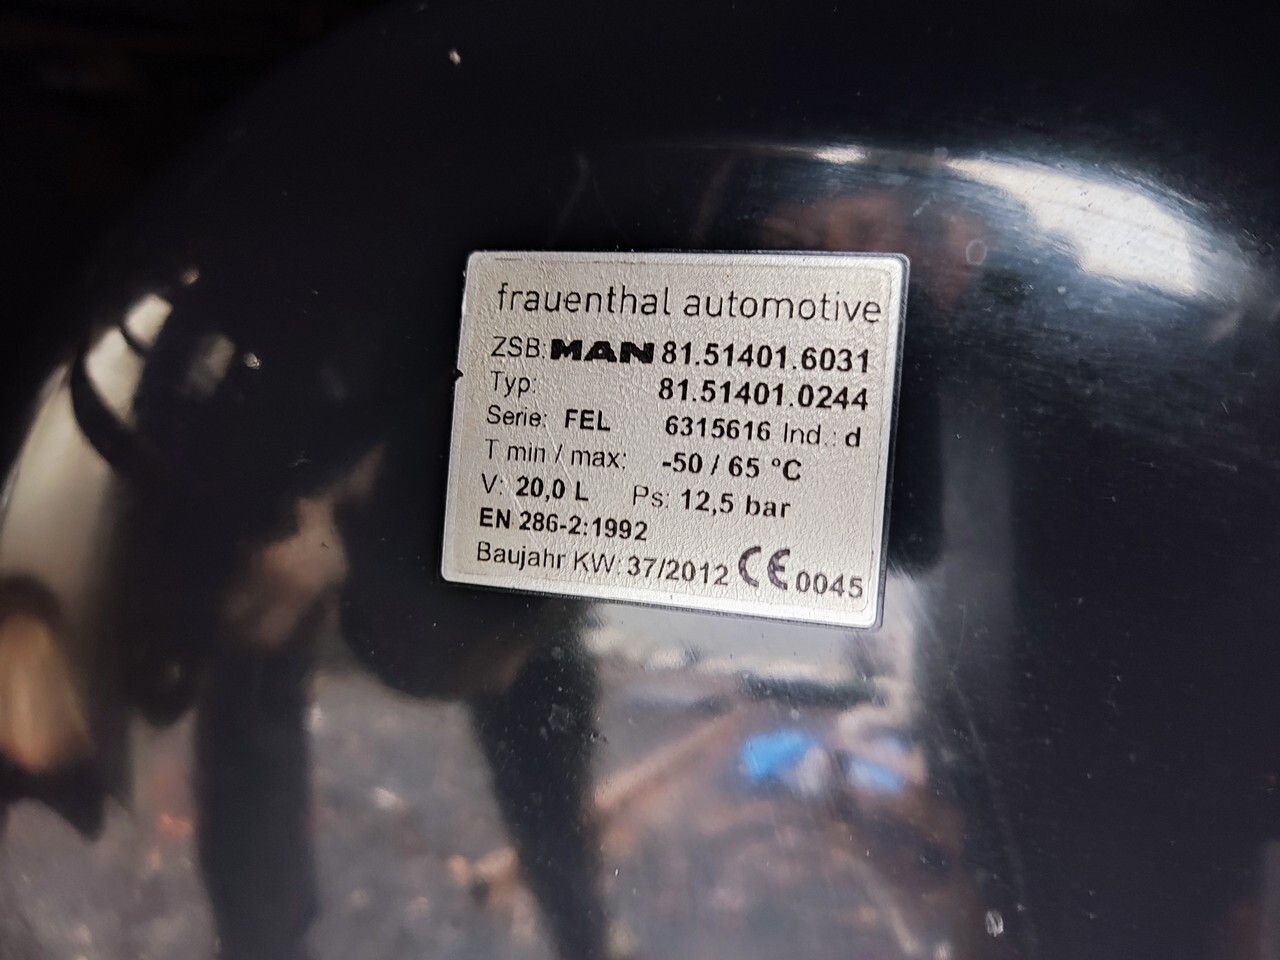 frauenthal automotive
ZSB: MAN 81.51401.6031
Typ: 81.51401.0244
Serie: FEL 6315616 Ind.: d
T min / max: -50 / 65 °C
V: 20,0 L Ps: 12,5 bar
EN 286-2:1992
Baujahr KW: 37/2012 CE 0045